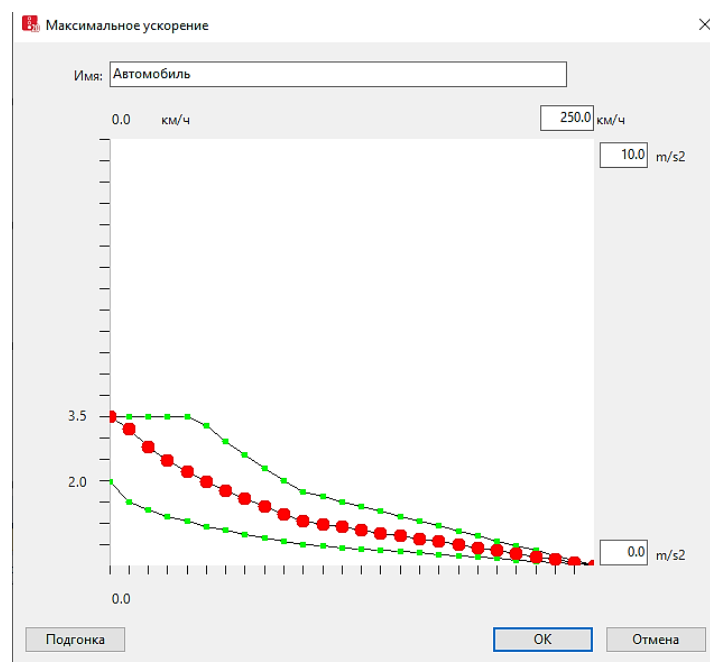 Максимальное ускорение
Имя: Автомобиль
0.0 км/ч 250.0 км/ч
10.0 m/s2
3.5
2.0
0.0 m/s2
0.0
Подгонка OK Отмена